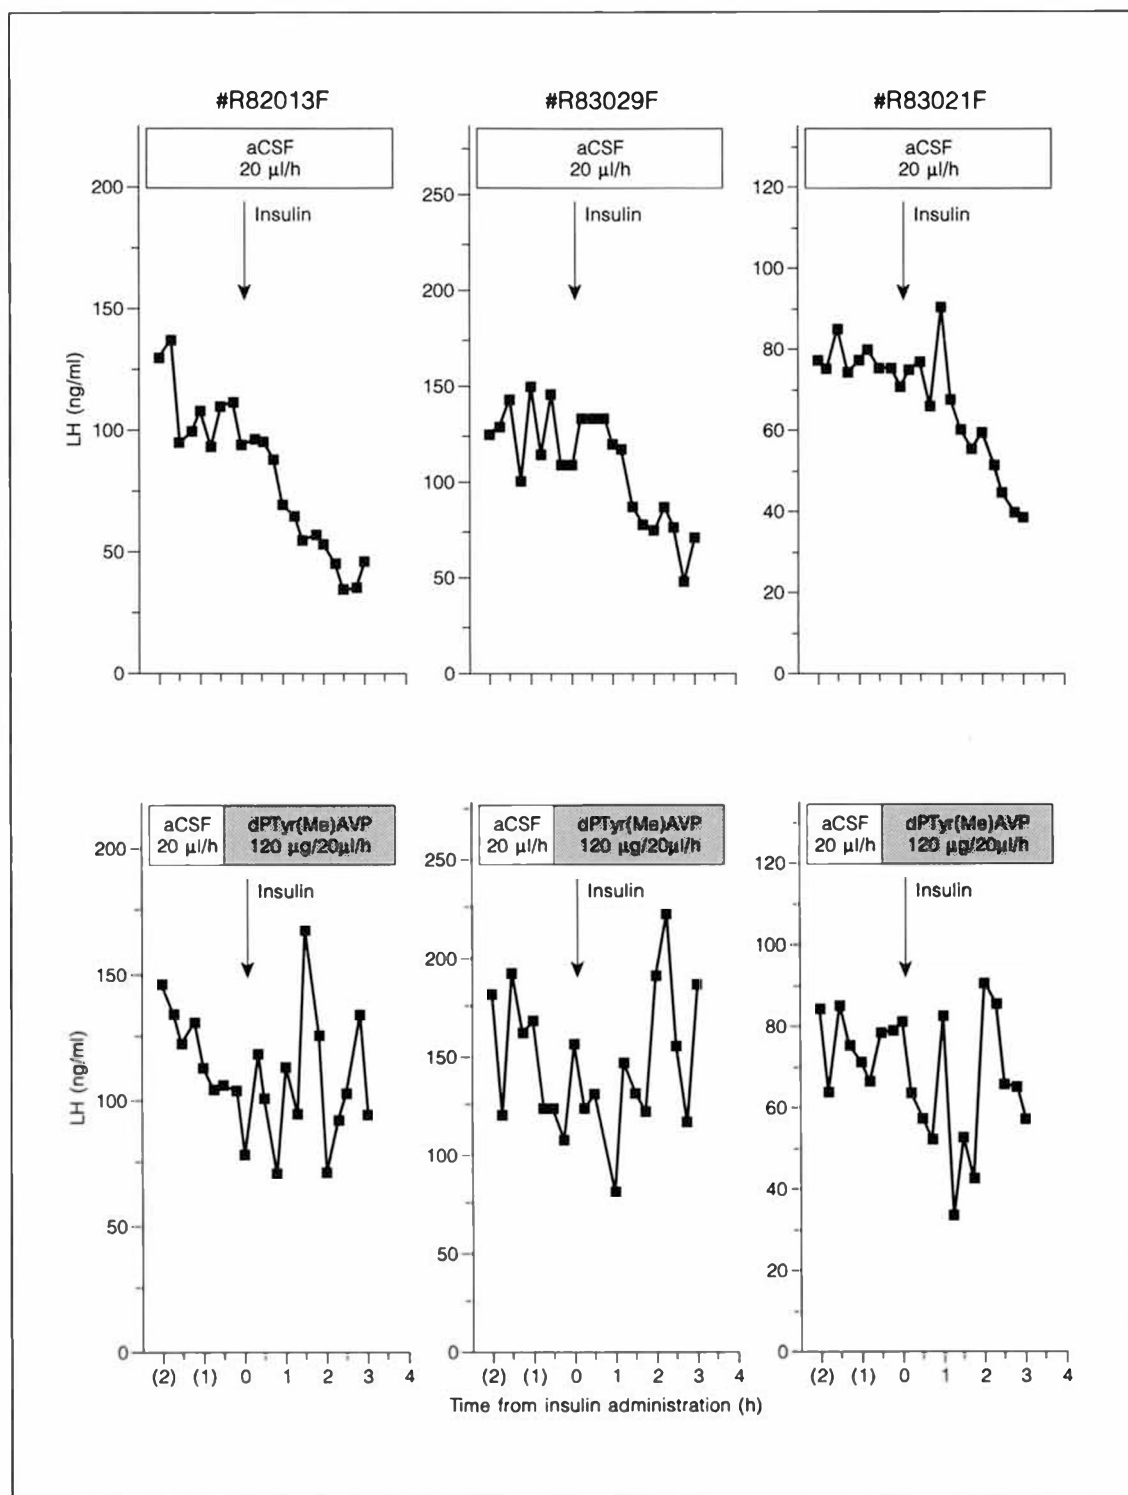 #R82013F
#R83029F
#R83021F
aCSF
20 µl/h
aCSF
20 µl/h
aCSF
20 µl/h
Insulin
Insulin
Insulin
LH (ng/ml)
200
150
100
50
0
250
200
150
100
50
0
120
100
80
60
40
20
0
aCSF
20 µl/h
dPTyr(Me)AVP
120 µg/20µl/h
aCSF
20 µl/h
dPTyr(Me)AVP
120 µg/20µl/h
aCSF
20 µl/h
dPTyr(Me)AVP
120 µg/20µl/h
Insulin
Insulin
Insulin
LH (ng/ml)
200
150
100
50
0
250
200
150
100
50
0
120
100
80
60
40
20
0
(2) (1) 0 1 2 3 4
(2) (1) 0 1 2 3 4
(2) (1) 0 1 2 3 4
Time from insulin administration (h)